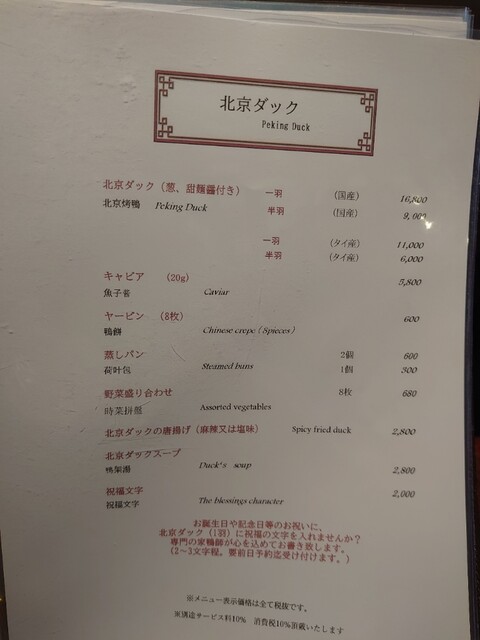 北京ダック
Peking Duck
北京ダック（葱、甜麺醤付き） 一羽 （国産） 16,800
北京烤鴨 Peking Duck 半羽 （国産） 9,000
一羽 （タイ産） 11,000
半羽 （タイ産） 6,000
キャビア （20g） 5,800
魚子醤 Caviar
ヤーピン （8枚） 600
鴨餅 Chinese crepe ( 8pieces )
蒸しパン 2個 600
荷叶包 Steamed buns 1個 300
野菜盛り合わせ 8枚 680
時菜拼盤 Assorted vegetables
北京ダックの唐揚げ（麻辣又は塩味） Spicy fried duck 2,800
北京ダックスープ
鴨架湯 Duck's soup 2,800
祝福文字 2,000
祝福文字 The blessings character
お誕生日や記念日等のお祝いに、
北京ダック（1羽）に祝福の文字を入れませんか？
専門の家鴨師が心を込めてお書き致します。
（2～3文字程。要前日予約迄受け付けます。）
※メニュー表示価格は全て税抜です。
※別途サービス料10% 消費税10%頂戴いたします